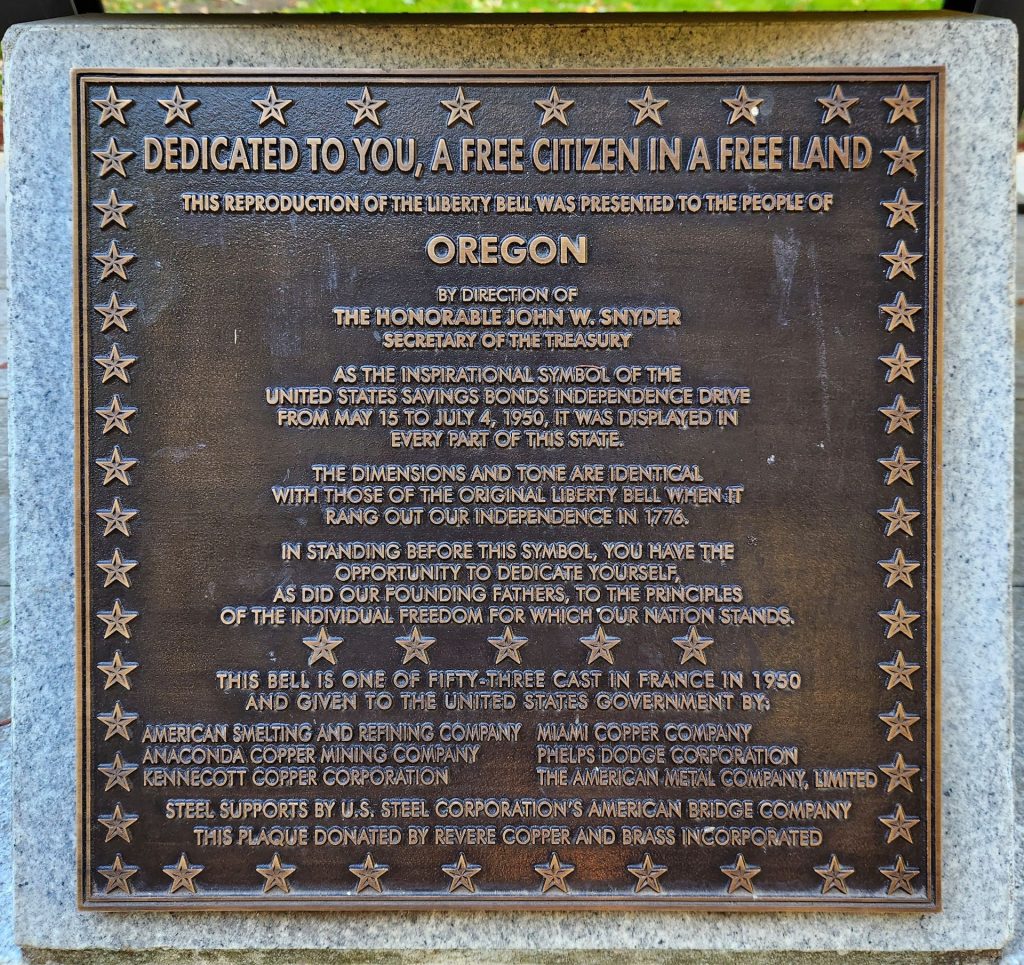 DEDICATED TO YOU, A FREE CITIZEN IN A FREE LAND
THIS REPRODUCTION OF THE LIBERTY BELL WAS PRESENTED TO THE PEOPLE OF
OREGON
BY DIRECTION OF
THE HONORABLE JOHN W. SNYDER
SECRETARY OF THE TREASURY
AS THE INSPIRATIONAL SYMBOL OF THE
UNITED STATES SAVINGS BONDS INDEPENDENCE DRIVE
FROM MAY 15 TO JULY 4, 1950, IT WAS DISPLAYED IN
EVERY PART OF THIS STATE.
THE DIMENSIONS AND TONE ARE IDENTICAL
WITH THOSE OF THE ORIGINAL LIBERTY BELL WHEN IT
RANG OUT OUR INDEPENDENCE IN 1776.
IN STANDING BEFORE THIS SYMBOL, YOU HAVE THE
OPPORTUNITY TO DEDICATE YOURSELF,
AS DID OUR FOUNDING FATHERS, TO THE PRINCIPLES
OF THE INDIVIDUAL FREEDOM FOR WHICH OUR NATION STANDS.
THIS BELL IS ONE OF FIFTY-THREE CAST IN FRANCE IN 1950
AND GIVEN TO THE UNITED STATES GOVERNMENT BY:
AMERICAN SMELTING AND REFINING COMPANY
ANACONDA COPPER MINING COMPANY
KENNECOTT COPPER CORPORATION
MIAMI COPPER COMPANY
PHELPS DODGE CORPORATION
THE AMERICAN METAL COMPANY, LIMITED
STEEL SUPPORTS BY U.S. STEEL CORPORATION'S AMERICAN BRIDGE COMPANY
THIS PLAQUE DONATED BY REVERE COPPER AND BRASS INCORPORATED